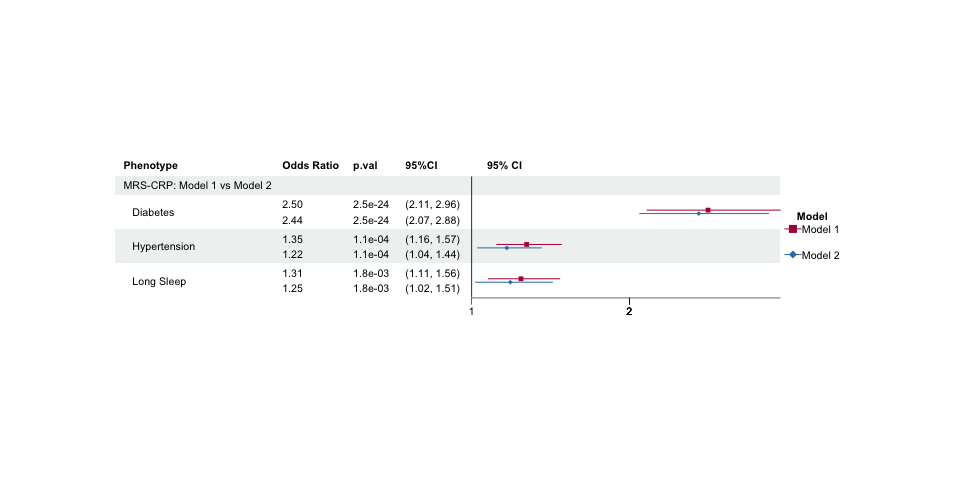 Phenotype Odds Ratio p.val 95%CI 95% CI
MRS-CRP: Model 1 vs Model 2
Diabetes
2.50 2.5e-24 (2.11, 2.96)
2.44 2.5e-24 (2.07, 2.88)
Hypertension
1.35 1.1e-04 (1.16, 1.57)
1.22 1.1e-04 (1.04, 1.44)
Long Sleep
1.31 1.8e-03 (1.11, 1.56)
1.25 1.8e-03 (1.02, 1.51)
1 2
Model
Model 1
Model 2